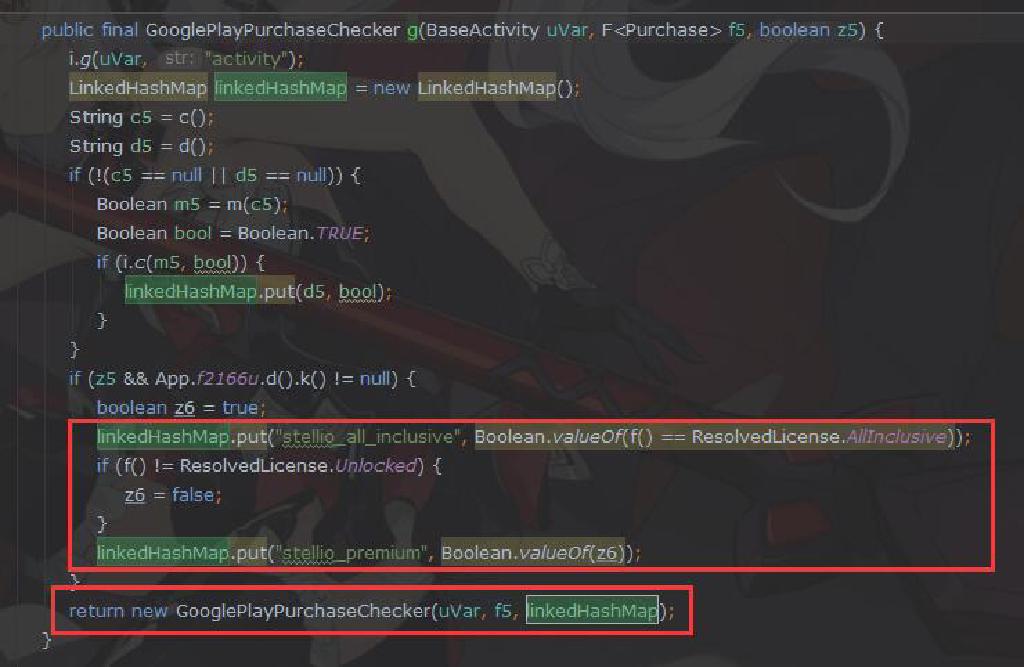 public final GooglePlayPurchaseChecker g(BaseActivity uVar, F<Purchase> f5, boolean z5) {
i.g(uVar, str: "activity");
LinkedHashMap linkedHashMap = new LinkedHashMap();
String c5 = c();
String d5 = d();
if (!(c5 == null || d5 == null)) {
Boolean m5 = m(c5);
Boolean bool = Boolean.TRUE;
if (i.c(m5, bool)) {
linkedHashMap.put(d5, bool);
}
}
if (z5 && App.f2166u.d().k() != null) {
boolean z6 = true;
linkedHashMap.put("stellio_all_inclusive", Boolean.valueOf(f() == ResolvedLicense.AllInclusive));
if (f() != ResolvedLicense.Unlocked) {
z6 = false;
}
linkedHashMap.put("stellio_premium", Boolean.valueOf(z6));
}
return new GooglePlayPurchaseChecker(uVar, f5, linkedHashMap);
}